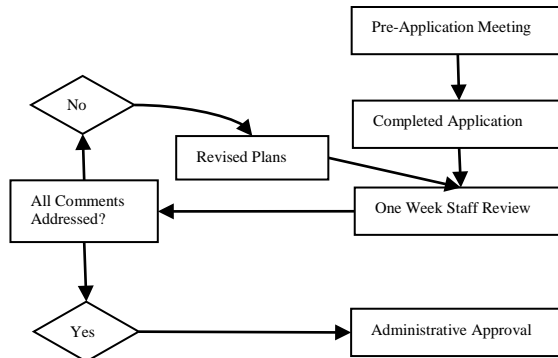 Pre-Application Meeting
No
Completed Application
Revised Plans
All Comments
Addressed?
One Week Staff Review
Yes
Administrative Approval